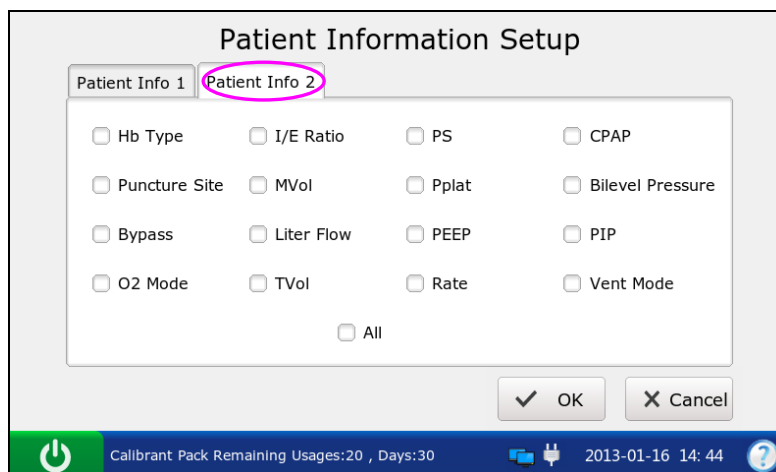 Patient Information Setup
Patient Info 1 Patient Info 2
Hb Type I/E Ratio PS CPAP
Puncture Site MVol Pplat Bilevel Pressure
Bypass Liter Flow PEEP PIP
O2 Mode TVol Rate Vent Mode
All
OK Cancel
Calibrant Pack Remaining Usages:20 , Days:30 2013-01-16 14: 44 ?